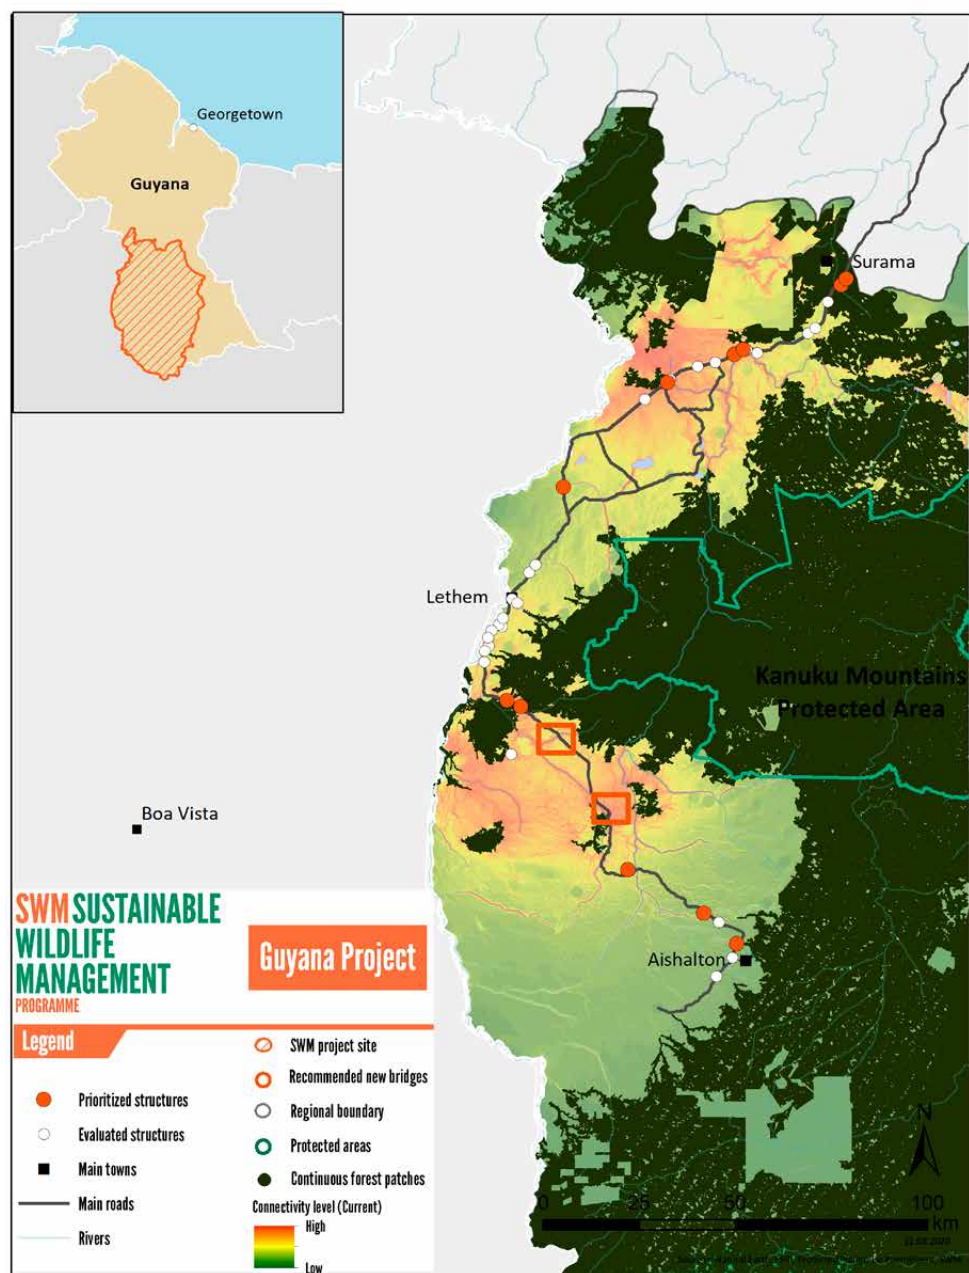 Georgetown
Guyana
Surama
Lethem
Kanuku Mountains
Protected Area
Boa Vista
Aishalton
SWM SUSTAINABLE
WILDLIFE
MANAGEMENT
PROGRAMME
Guyana Project
Legend
Prioritized structures
Evaluated structures
Main towns
Main roads
Rivers
SWM project site
Recommended new bridges
Regional boundary
Protected areas
Continuous forest patches
Connectivity level (Current)
High
Low
N
0 25 50 100
km